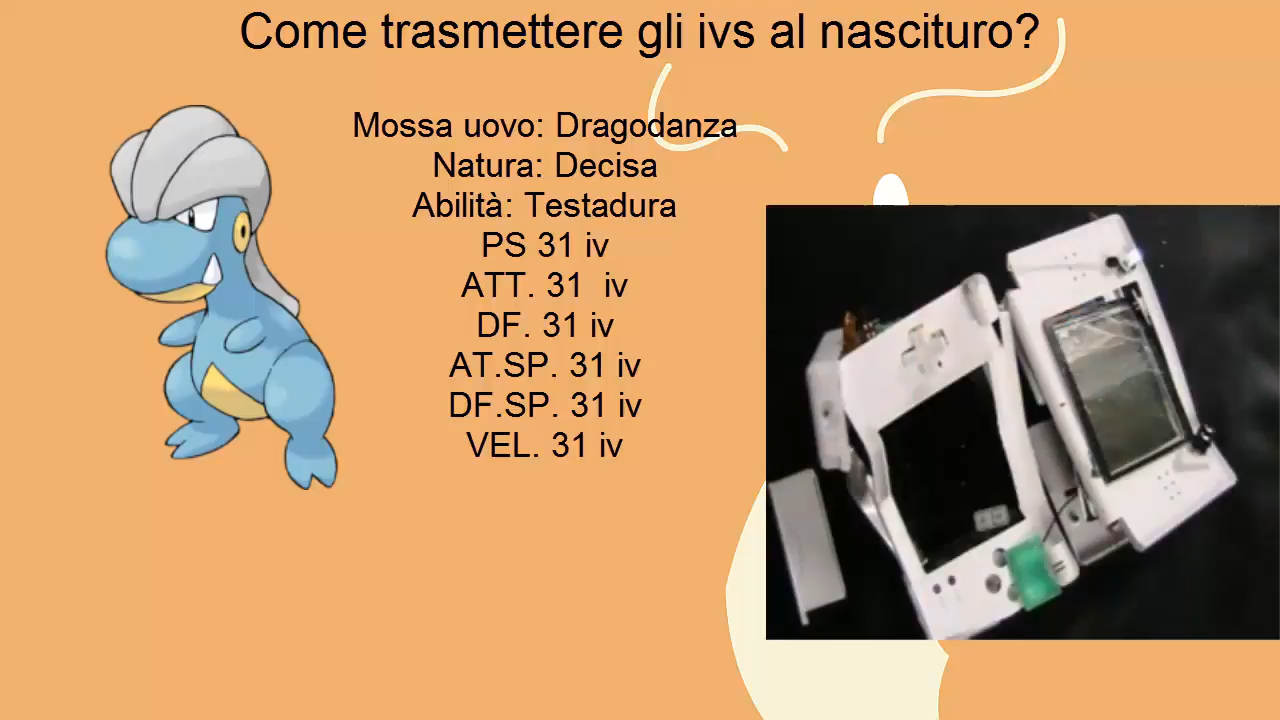 Come trasmettere gli ivs al nascituro?
Mossa uovo: Dragodanza
Natura: Decisa
Abilità: Testadura
PS 31 iv
ATT. 31  iv
DF. 31 iv
AT.SP. 31 iv
DF.SP. 31 iv
VEL. 31 iv